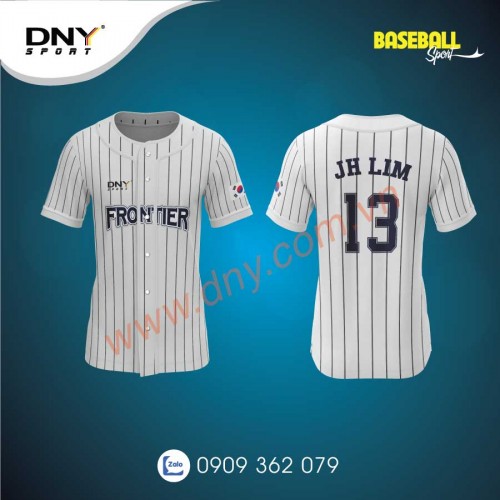 DNY
SPORT
BASEBALL
Sport
DNY
SPORT
FRONTIER
JH LIM
13
www.dny.com.vn
Zalo
0909 362 079